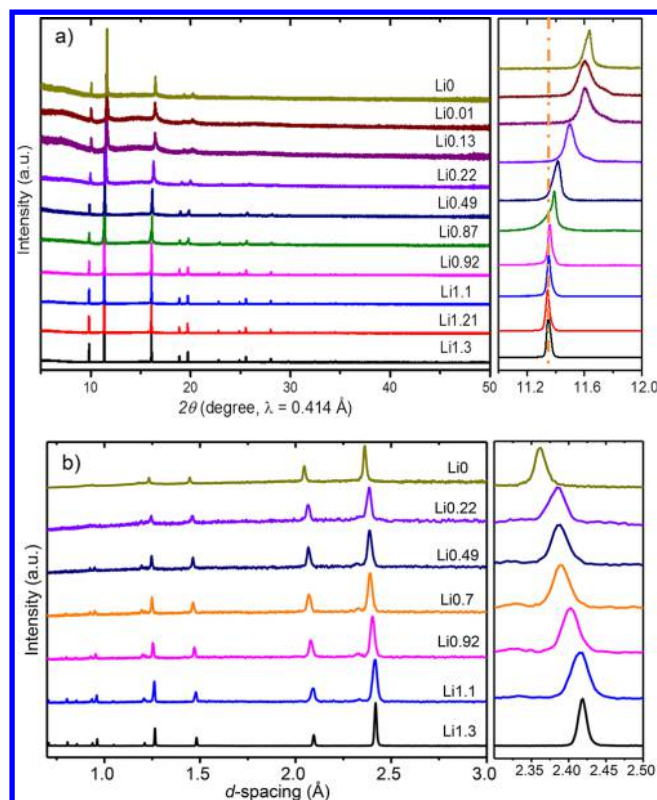 a)
Intensity (a.u.)
Li0
Li0.01
Li0.13
Li0.22
Li0.49
Li0.87
Li0.92
Li1.1
Li1.21
Li1.3
10 20 30 40 50
2θ (degree, λ = 0.414 Å)
11.1 11.4 11.6 12.0
b)
Intensity (a.u.)
Li0
Li0.22
Li0.49
Li0.7
Li0.92
Li1.1
Li1.3
1.0 1.5 2.0 2.5 3.0
d-spacing (Å)
2.35 2.40 2.45 2.50